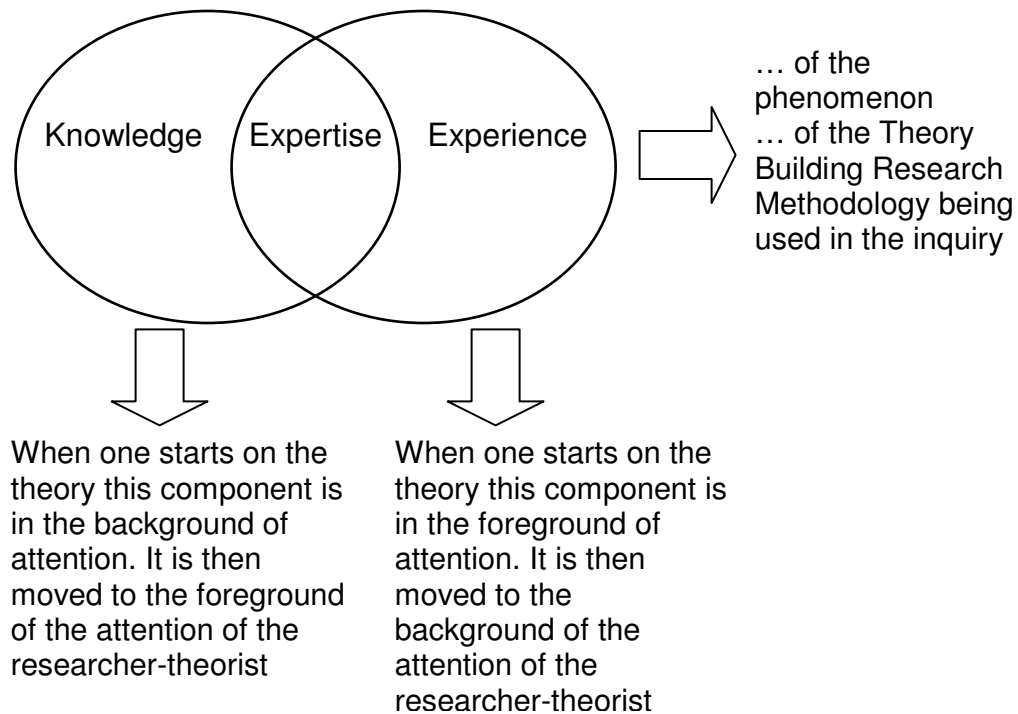 Knowledge Expertise Experience
… of the
phenomenon
… of the Theory
Building Research
Methodology being
used in the inquiry
When one starts on the
theory this component is
in the background of
attention. It is then
moved to the foreground
of the attention of the
researcher-theorist
When one starts on the
theory this component is
in the foreground of
attention. It is then
moved to the
background of the
attention of the
researcher-theorist